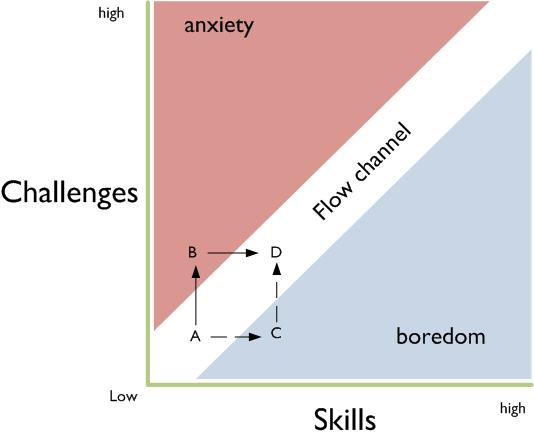 high
anxiety
Flow channel
Challenges
B
D
A
C
boredom
Low
high
Skills